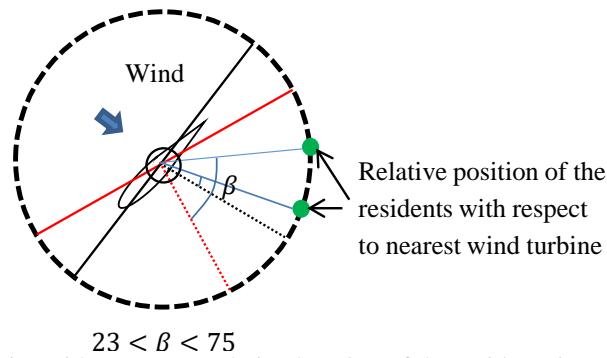 Wind
β
Relative position of the
residents with respect
to nearest wind turbine
23 < β < 75